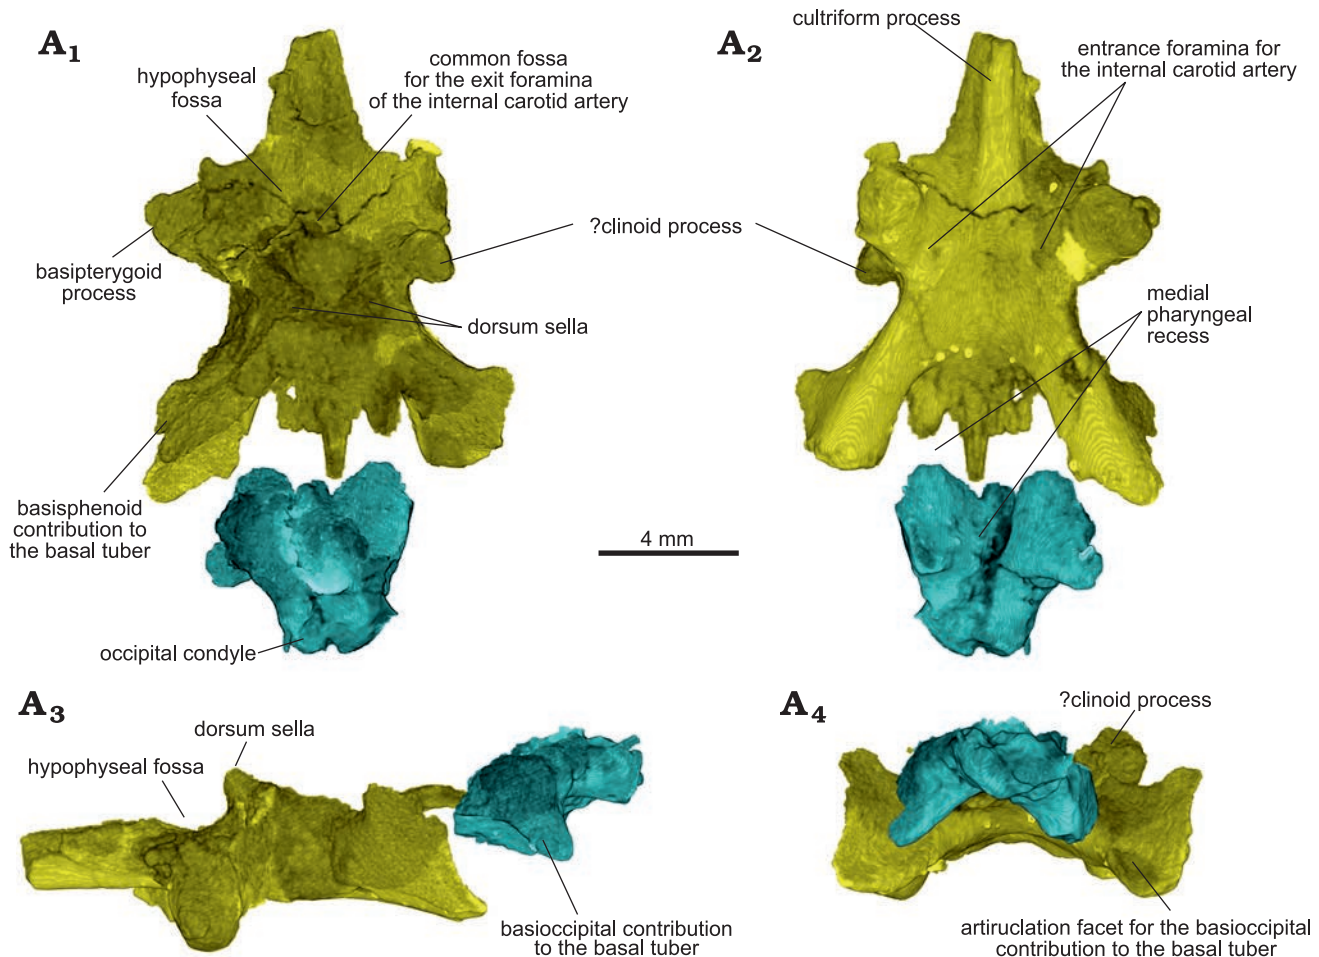 A1
hypophyseal
fossa
common fossa
for the exit foramina
of the internal carotid artery
basipterygoid
process
?clinoid process
dorsum sella
basisphenoid
contribution to
the basal tuber
occipital condyle
4 mm
A2
cultriform process
entrance foramina for
the internal carotid artery
medial
pharyngeal
recess
A3
dorsum sella
hypophyseal fossa
basioccipital contribution
to the basal tuber
A4
?clinoid process
artiruclation facet for the basioccipital
contribution to the basal tuber